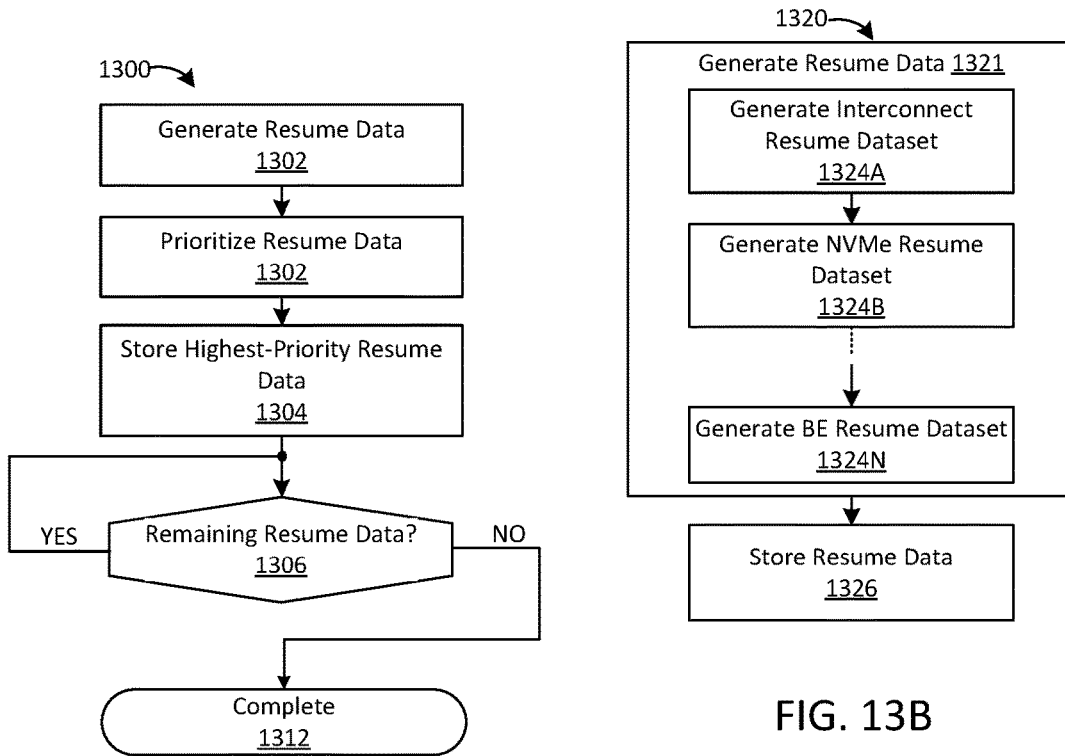 1300
Generate Resume Data
1302
Prioritize Resume Data
1302
Store Highest-Priority Resume
Data
1304
YES
Remaining Resume Data?
1306
NO
Complete
1312
1320
Generate Resume Data 1321
Generate Interconnect
Resume Dataset
1324A
Generate NVMe Resume
Dataset
1324B
Generate BE Resume Dataset
1324N
Store Resume Data
1326
FIG. 13B